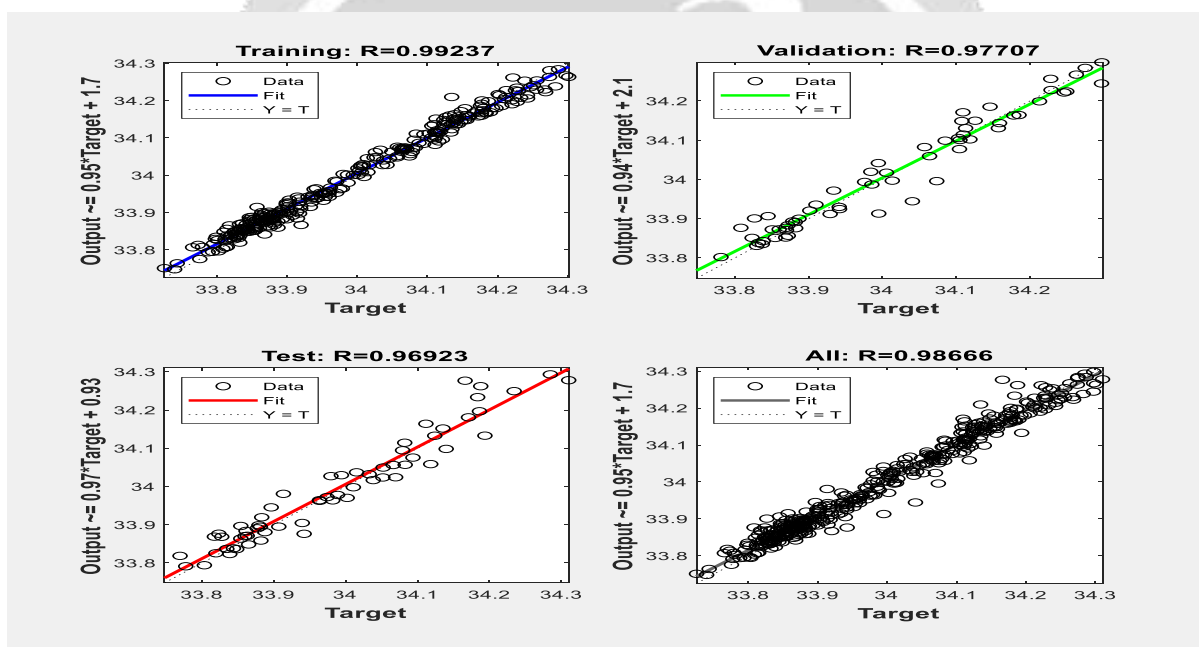 Training: R=0.99237
Output ~= 0.95*Target + 1.7
34.3
34.2
34.1
34
33.9
33.8
Data
Fit
Y = T
33.8 33.9 34 34.1 34.2 34.3
Target
Validation: R=0.97707
Output ~= 0.94*Target + 2.1
34.2
34.1
34
33.9
33.8
Data
Fit
Y = T
33.8 33.9 34 34.1 34.2
Target
Test: R=0.96923
Output ~= 0.97*Target + 0.93
34.3
34.2
34.1
34
33.9
33.8
Data
Fit
Y = T
33.8 33.9 34 34.1 34.2 34.3
Target
All: R=0.98666
Output ~= 0.95*Target + 1.7
34.3
34.2
34.1
34
33.9
33.8
Data
Fit
Y = T
33.8 33.9 34 34.1 34.2 34.3
Target